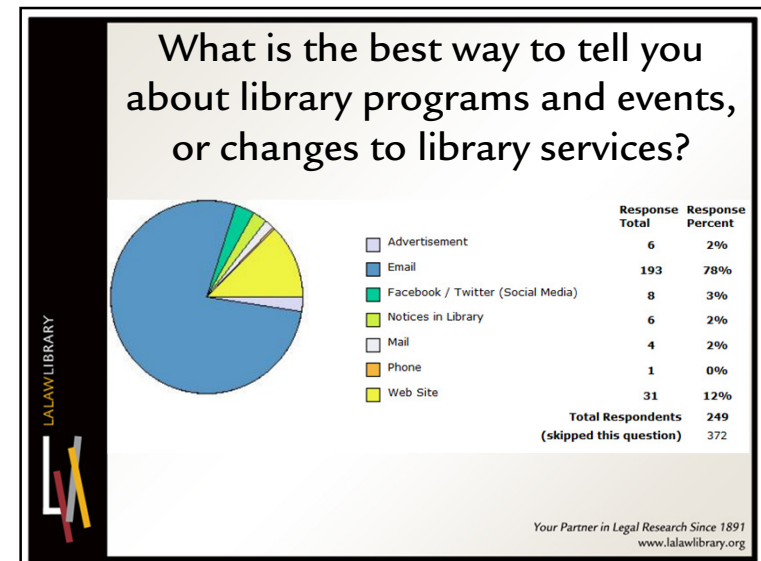 What is the best way to tell you
about library programs and events,
or changes to library services?
Response Response
Total Percent
Advertisement 6 2%
Email 193 78%
Facebook / Twitter (Social Media) 8 3%
Notices in Library 6 2%
Mail 4 2%
Phone 1 0%
Web Site 31 12%
Total Respondents 249
(skipped this question) 372
LALAWLIBRARY
Your Partner in Legal Research Since 1891
www.lalawlibrary.org